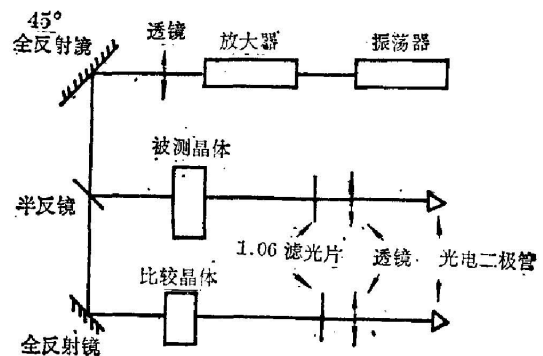 45°
全反射镜
透镜
放大器
振荡器
被测晶体
半反镜
1.06 滤光片
透镜
光电二极管
比较晶体
全反射镜